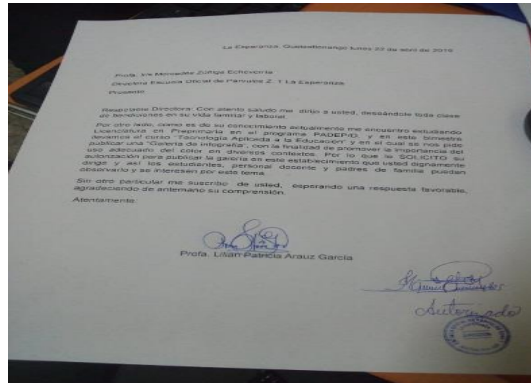 La Esperanza, Quetzaltenango lunes 22 de abril de 2019
Profa. Iris Mercedes Zúñiga Echeverría
Directora Escuela Oficial de Párvulos Z. 1 La Esperanza.
Presente.
Respetable Directora: Con atento saludo me dirijo a usted, deseándole toda clase
de bendiciones en su vida familiar y laboral.
Por otro lado, como es de su conocimiento actualmente me encuentro estudiando
Licenciatura en Preprimaria en el programa PADEP/D, y en este bimestre
llevamos el curso "Tecnología Aplicada a la Educación" y en el cual se nos pide
publicar una "Galería de infografía", con la finalidad de promover la importancia del
uso adecuado del color en diversos contextos. Por lo que le SOLICITO su
autorización para publicar la galería en este establecimiento que usted dignamente
dirige y así los estudiantes, personal docente y padres de familia puedan
observarlo y se interesen por este tema.
Sin otro particular me suscribo de usted, esperando una respuesta favorable,
agradeciendo de antemano su comprensión.
Atentamente:
Profa. Lilian Patricia Arauz García
Autorizado